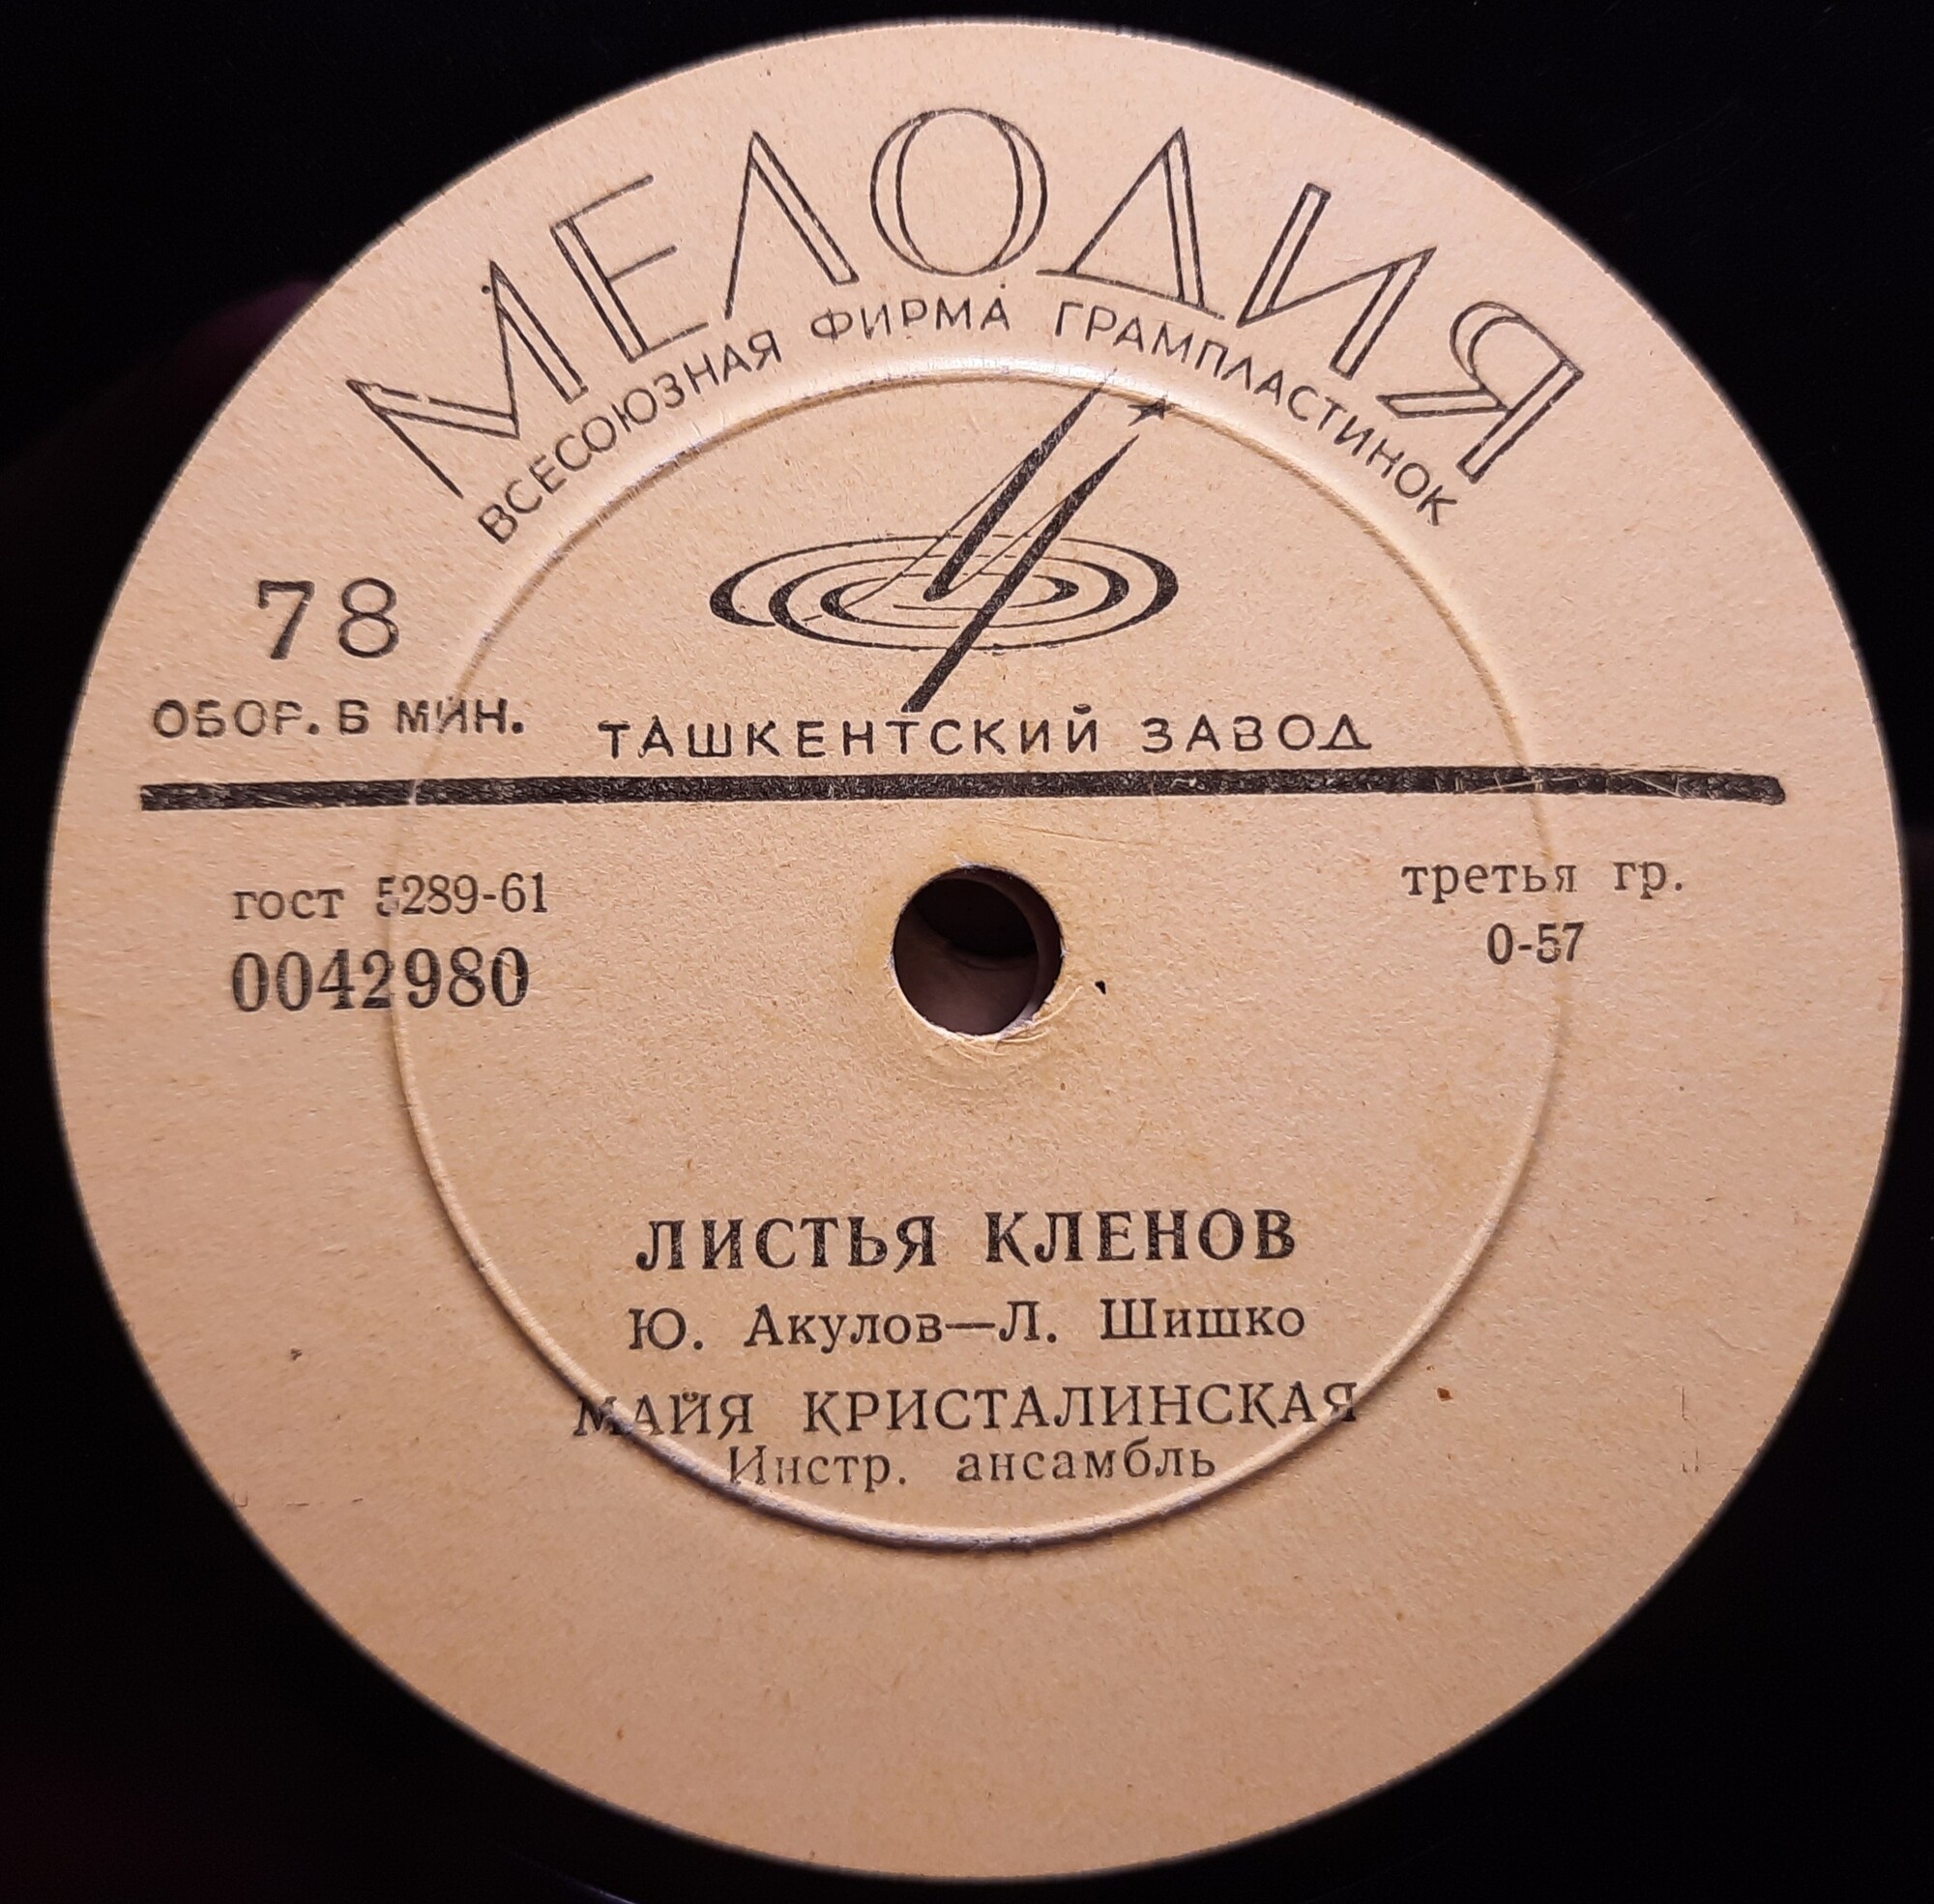 МЕЛОДИЯ
ВСЕСОЮЗНАЯ ФИРМА ГРАМПЛАСТИНОК
78
ОБОР. В МИН.
ТАШКЕНТСКИЙ ЗАВОД
гост 5289-61
0042980
третья гр.
0-57
ЛИСТЬЯ КЛЕНОВ
Ю. Акулов—Л. Шишко
МАЙЯ КРИСТАЛИНСКАЯ
Инстр. ансамбль